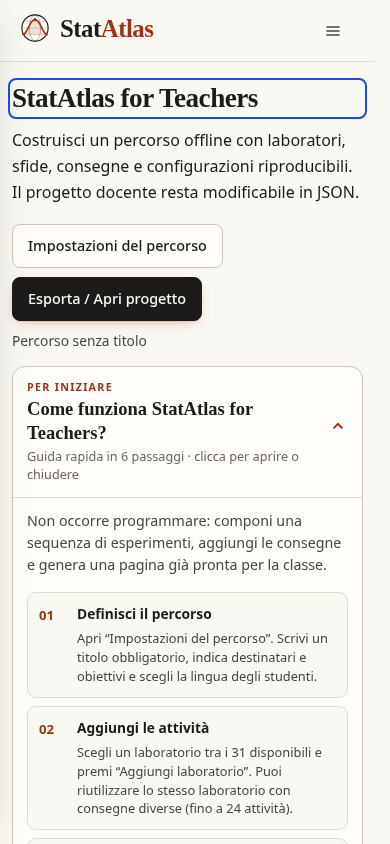 StatAtlas
StatAtlas for Teachers
Costruisci un percorso offline con laboratori,
sfide, consegne e configurazioni riproducibili.
Il progetto docente resta modificabile in JSON.
Impostazioni del percorso
Esporta / Apri progetto
Percorso senza titolo
PER INIZIARE
Come funziona StatAtlas for
Teachers?
Guida rapida in 6 passaggi · clicca per aprire o
chiudere
Non occorre programmare: componi una
sequenza di esperimenti, aggiungi le consegne
e genera una pagina già pronta per la classe.
01 Definisci il percorso
Apri “Impostazioni del percorso”. Scrivi un
titolo obbligatorio, indica destinatari e
obiettivi e scegli la lingua degli studenti.
02 Aggiungi le attività
Scegli un laboratorio tra i 31 disponibili e
premi “Aggiungi laboratorio”. Puoi
riutilizzare lo stesso laboratorio con
consegne diverse (fino a 24 attività).